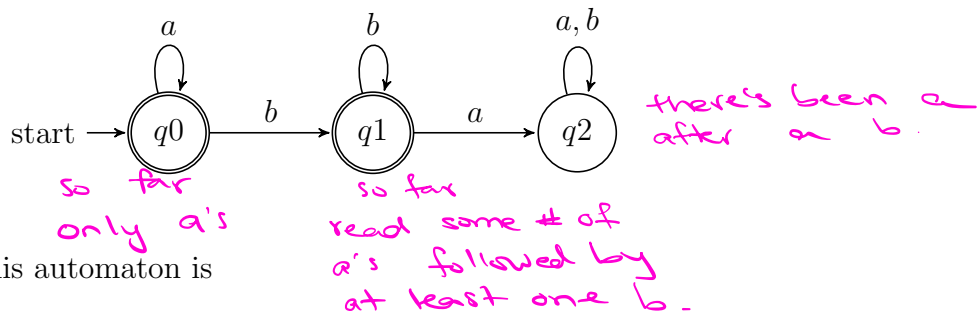 a
b
a, b
start
q0
b
q1
a
q2
there's been a
after a b.
so far
only a's
so far
read some # of
a's followed by
at least one b.
his automaton is